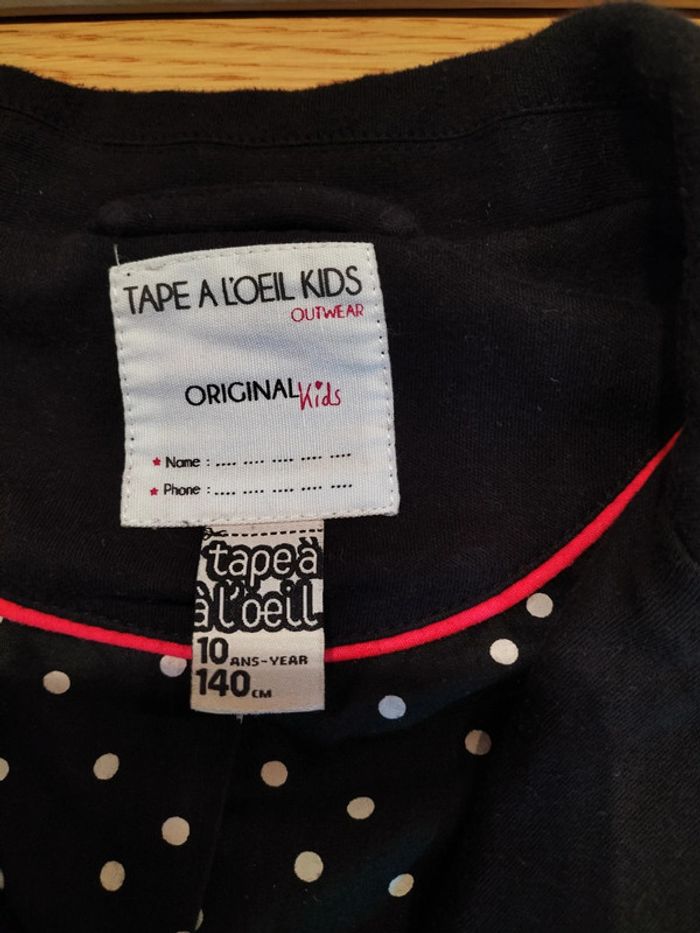 TAPE A L'OEIL KIDS
OUTWEAR
ORIGINAL Kids
★ Name : .... .... .... .... ....
★ Phone : .... .... .... .... ....
tape à
à l'oeil
10 ANS-YEAR
140 CM